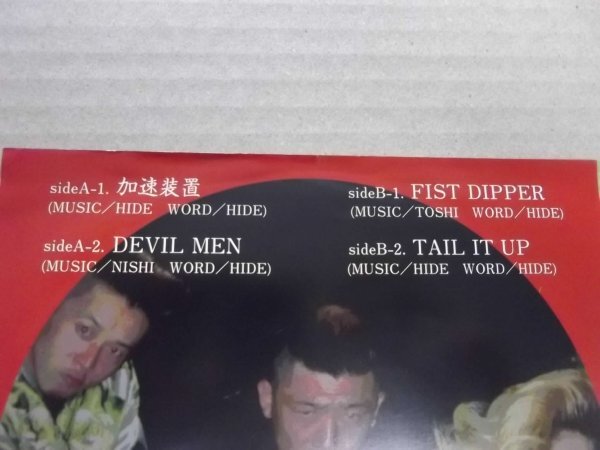 sideA-1. 加速装置
(MUSIC／HIDE WORD／HIDE)
sideA-2. DEVIL MEN
(MUSIC／NISHI WORD／HIDE)
sideB-1. FIST DIPPER
(MUSIC／TOSHI WORD／HIDE)
sideB-2. TAIL IT UP
(MUSIC／HIDE WORD／HIDE)